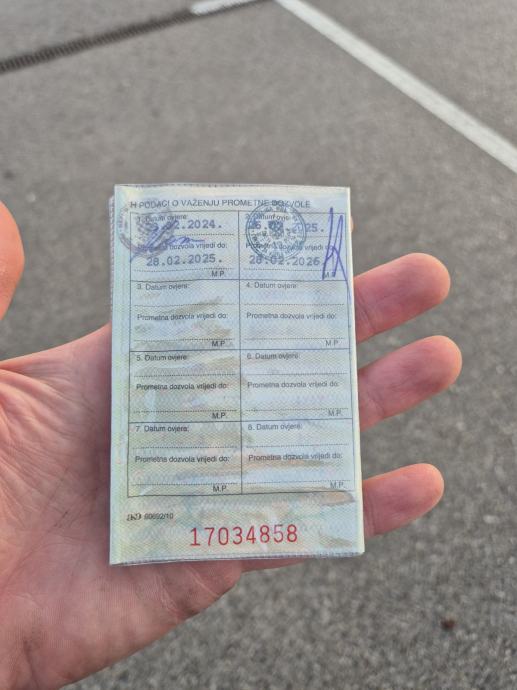 H PODACI O VAŽENJU PROMETNE DOZVOLE
1. Datum ovjere: 2. Datum ovjere:
.02.2024.
Prometna dozvola vrijedi do: Prometna dozvola vrijedi do:
28.02.2025. 28.02.2026.
M.P. M.P.
3. Datum ovjere: 4. Datum ovjere:
Prometna dozvola vrijedi do: Prometna dozvola vrijedi do:
M.P. M.P.
5. Datum ovjere: 6. Datum ovjere:
Prometna dozvola vrijedi do: Prometna dozvola vrijedi do:
M.P. M.P.
7. Datum ovjere: 8. Datum ovjere:
Prometna dozvola vrijedi do: Prometna dozvola vrijedi do:
M.P. M.P.
17034858